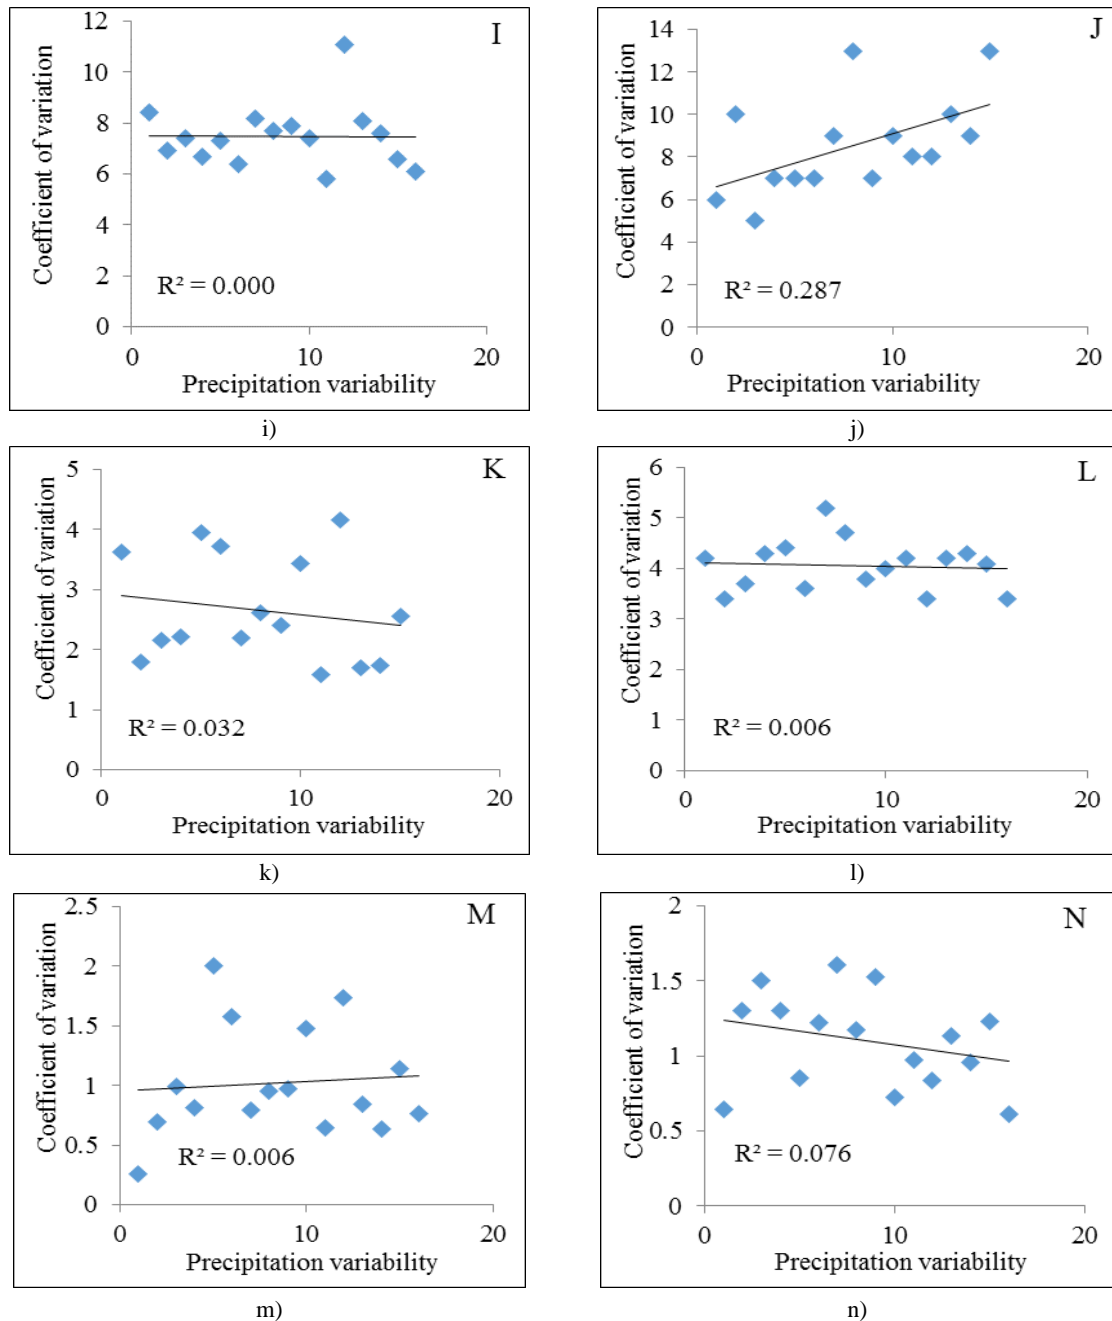 I
Coefficient of variation
12
10
8
6
4
2
0
R² = 0.000
0 10 20
Precipitation variability
i)
J
Coefficient of variation
14
12
10
8
6
4
2
0
R² = 0.287
0 10 20
Precipitation variability
j)
K
Coefficient of variation
5
4
3
2
1
0
R² = 0.032
0 10 20
Precipitation variability
k)
L
Coefficient of variation
6
5
4
3
2
1
0
R² = 0.006
0 10 20
Precipitation variability
l)
M
Coefficient of variation
2.5
2
1.5
1
0.5
0
R² = 0.006
0 10 20
Precipitation variability
m)
N
Coefficient of variation
2
1.5
1
0.5
0
R² = 0.076
0 10 20
Precipitation variability
n)